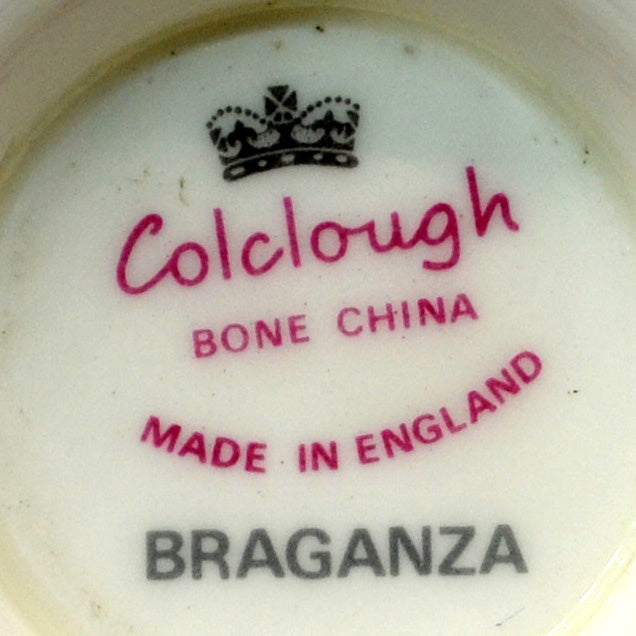 Colclough
BONE CHINA
MADE IN ENGLAND
BRAGANZA